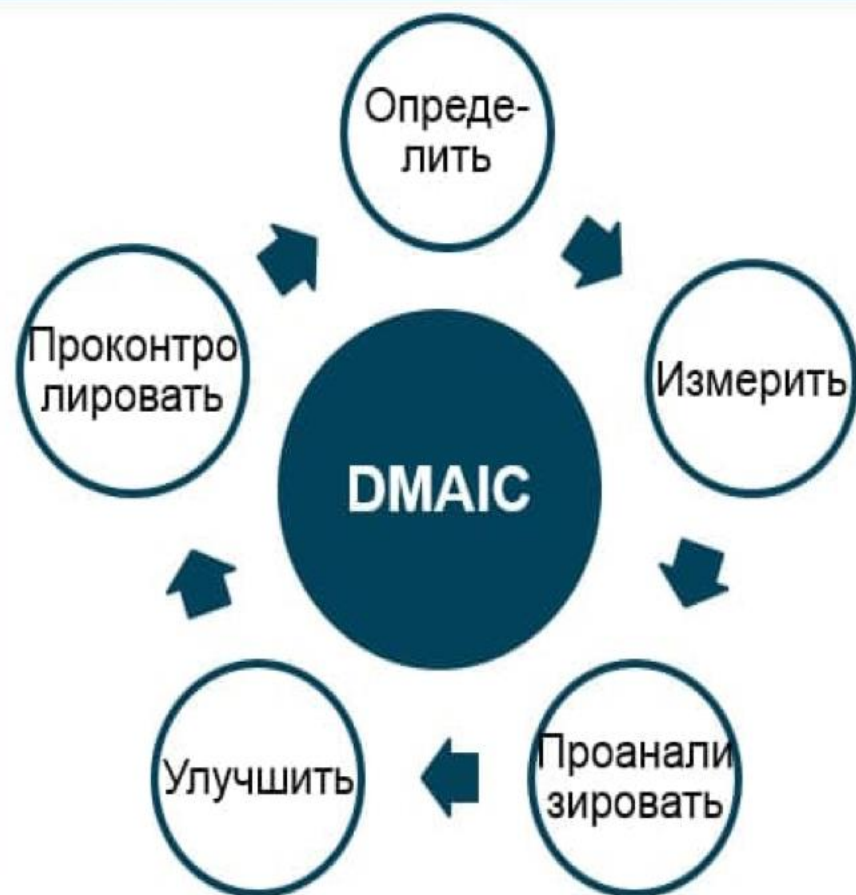 Опреде-
лить
Измерить
Проанали
зировать
Улучшить
Проконтро
лировать
DMAIC